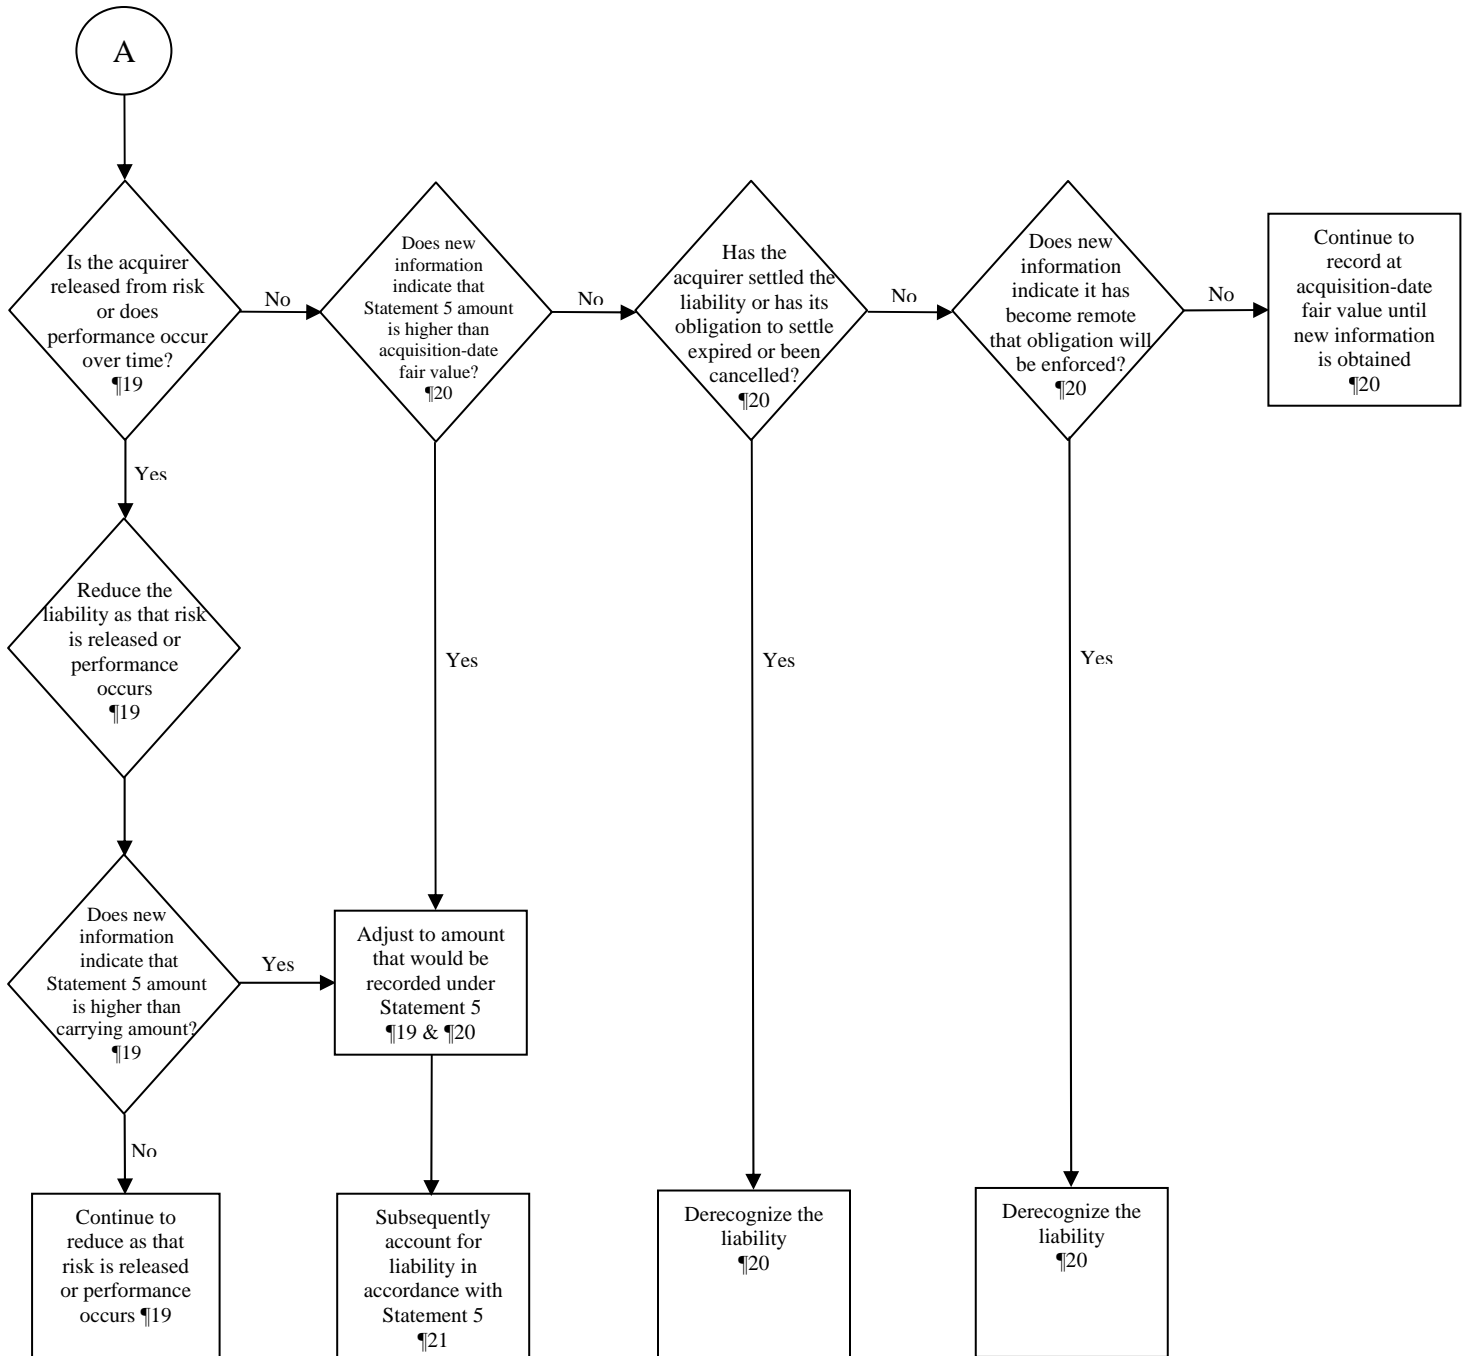 A
Is the acquirer
released from risk
or does
performance occur
over time?
¶19
No
Does new
information
indicate that
Statement 5 amount
is higher than
acquisition-date
fair value?
¶20
No
Has the
acquirer settled the
liability or has its
obligation to settle
expired or been
cancelled?
¶20
No
Does new
information
indicate it has
become remote
that obligation will
be enforced?
¶20
No
Continue to
record at
acquisition-date
fair value until
new information
is obtained
¶20
Yes
Reduce the
liability as that risk
is released or
performance
occurs
¶19
Yes
Yes
Yes
Does new
information
indicate that
Statement 5 amount
is higher than
carrying amount?
¶19
Yes
Adjust to amount
that would be
recorded under
Statement 5
¶19 & ¶20
No
Continue to
reduce as that
risk is released
or performance
occurs ¶19
Subsequently
account for
liability in
accordance with
Statement 5
¶21
Derecognize the
liability
¶20
Derecognize the
liability
¶20